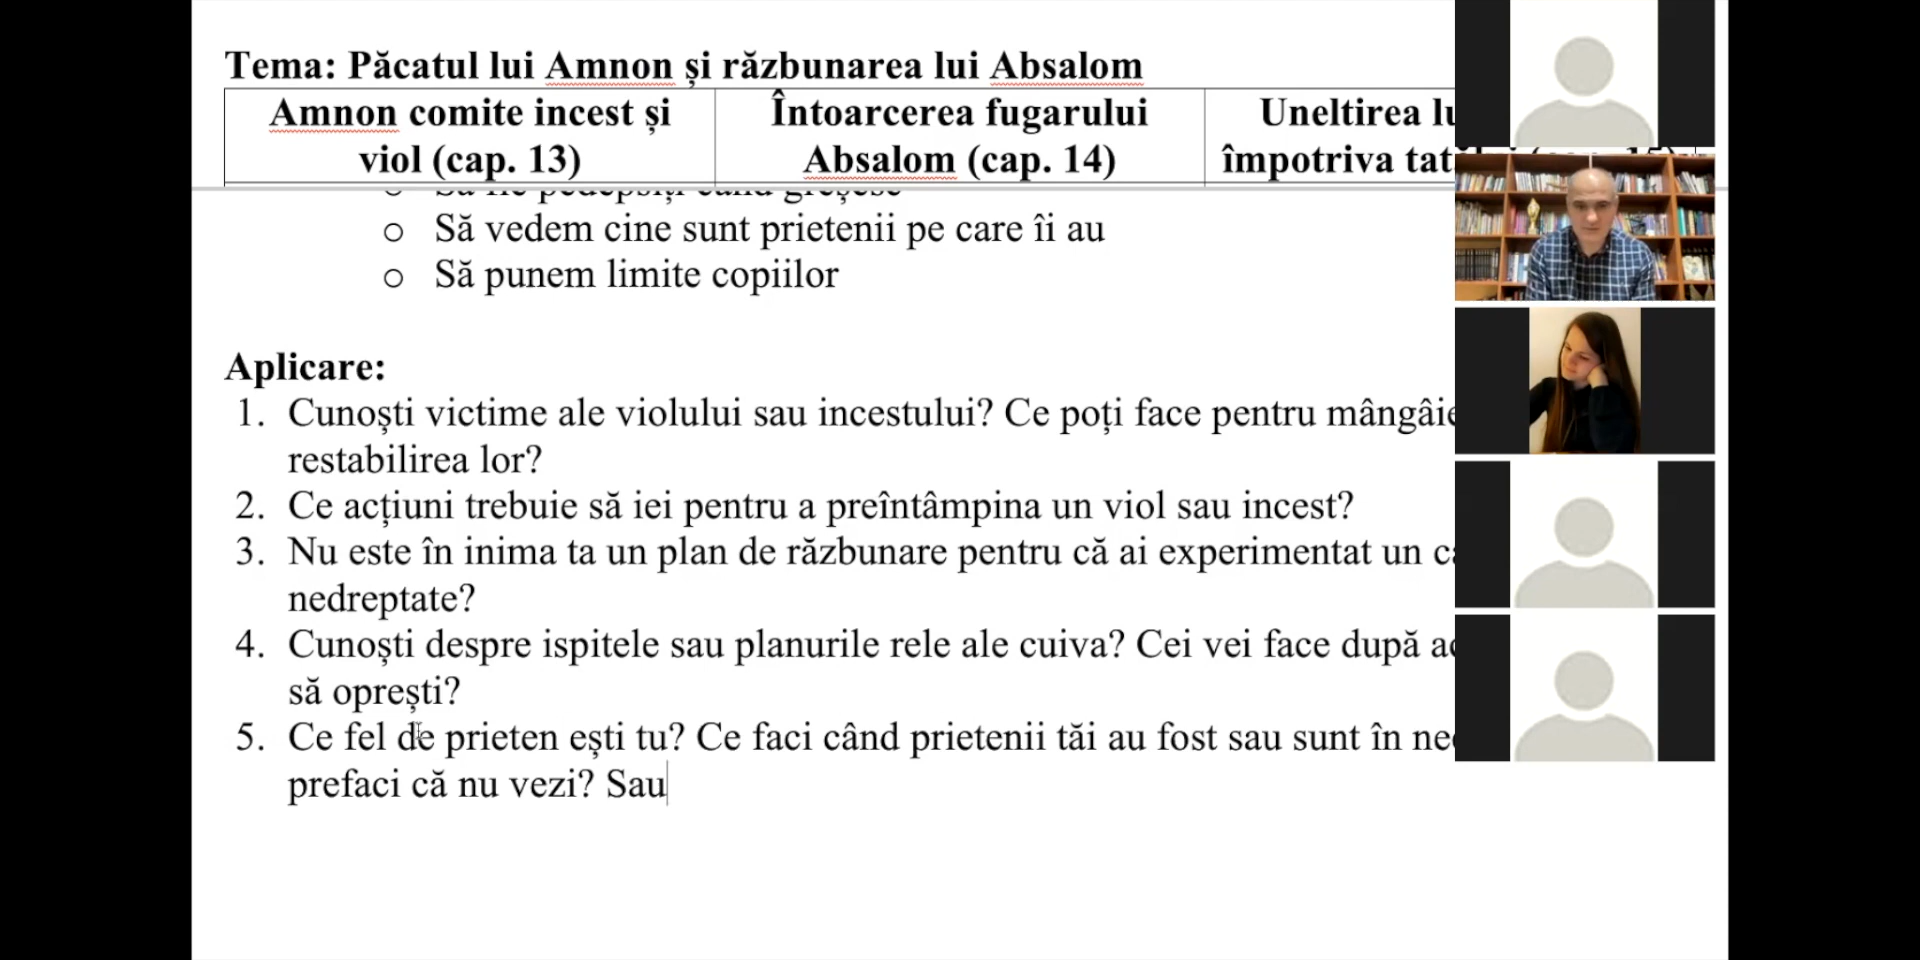 Tema: Păcatul lui Amnon și răzbunarea lui Absalom
Amnon comite incest și
viol (cap. 13)
Întoarcerea fugarului
Absalom (cap. 14)
Uneltirea
împotriva
Să fie pedepsiți când greșesc
o Să vedem cine sunt prietenii pe care îi au
o Să punem limite copiilor
Aplicare:
1. Cunoști victime ale violului sau incestului? Ce poți face pentru
restabilirea lor?
2. Ce acțiuni trebuie să iei pentru a preîntâmpina un viol sau incest?
3. Nu este în inima ta un plan de răzbunare pentru că ai experimentat un
nedreptate?
4. Cunoști despre ispitele sau planurile rele ale cuiva? Cei vei face după
să oprești?
5. Ce fel de prieten ești tu? Ce faci când prietenii tăi au fost sau sunt în
prefaci că nu vezi? Sau